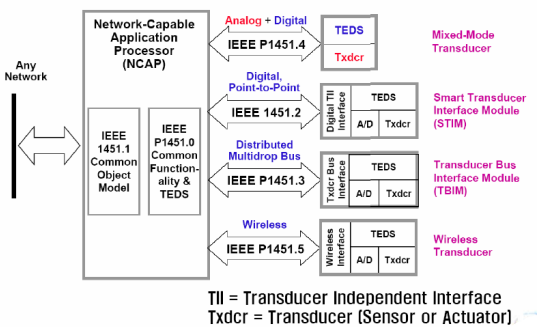 Any
Network
Network-Capable
Application
Processor
(NCAP)
IEEE
1451.1
Common
Object
Model
IEEE
P1451.0
Common
Function-
ality &
TEDS
Analog + Digital
IEEE P1451.4
TEDS
Txdcr
Mixed-Mode
Transducer
Digital,
Point-to-Point
IEEE 1451.2
Digital TII
Interface
TEDS
A/D
Txdcr
Smart Transducer
Interface Module
(STIM)
Distributed
Multidrop Bus
IEEE P1451.3
Txdcr Bus
Interface
TEDS
A/D
Txdcr
Transducer Bus
Interface Module
(TBIM)
Wireless
IEEE P1451.5
Wireless
Interface
TEDS
A/D
Txdcr
Wireless
Transducer
TII = Transducer Independent Interface
Txdcr = Transducer (Sensor or Actuator)